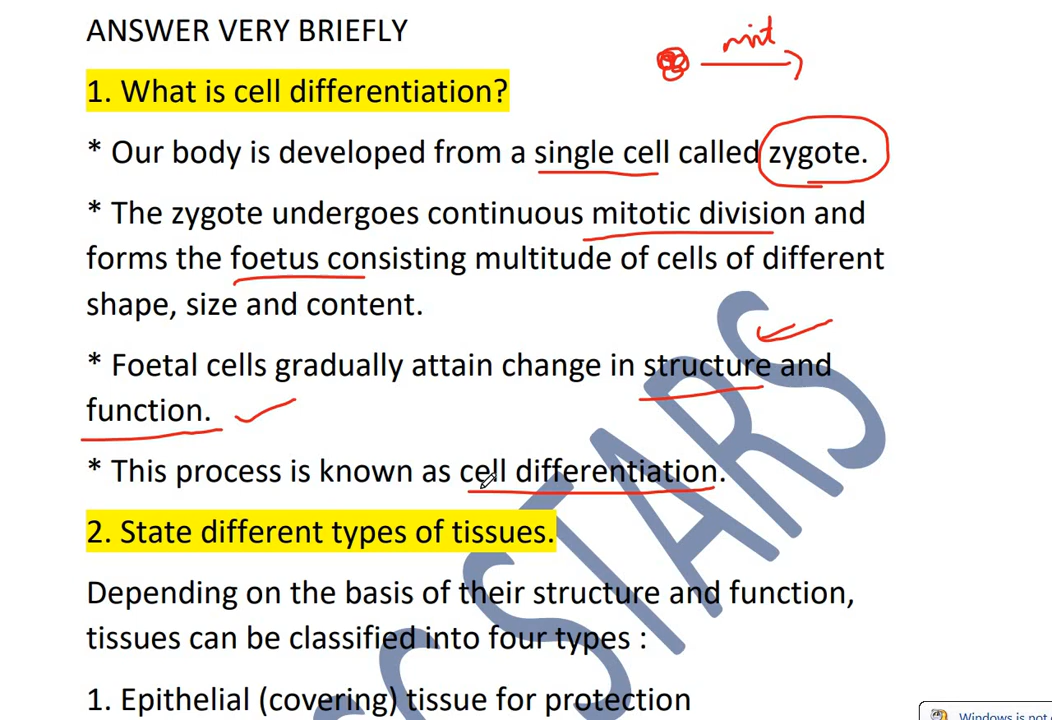 ANSWER VERY BRIEFLY
mit
1. What is cell differentiation?
* Our body is developed from a single cell called zygote.
* The zygote undergoes continuous mitotic division and
forms the foetus consisting multitude of cells of different
shape, size and content.
* Foetal cells gradually attain change in structure and
function.
* This process is known as cell differentiation.
2. State different types of tissues.
Depending on the basis of their structure and function,
tissues can be classified into four types :
1. Epithelial (covering) tissue for protection
Windows is not
STARS